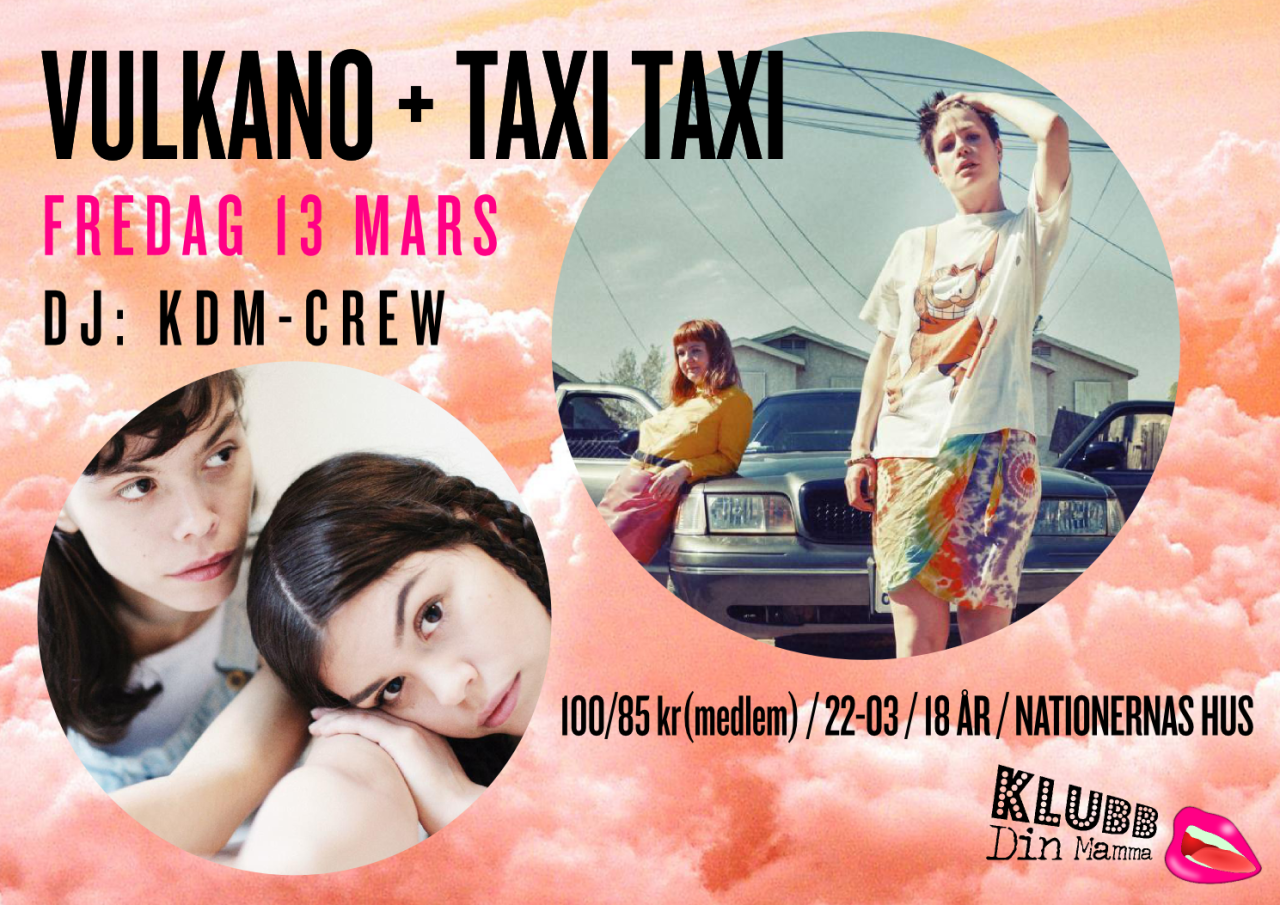 VULKANO + TAXI TAXI
FREDAG 13 MARS
DJ: KDM-CREW
100/85 kr(medlem) / 22-03 / 18 ÅR / NATIONERNAS HUS
KLUBB
Din Mamma